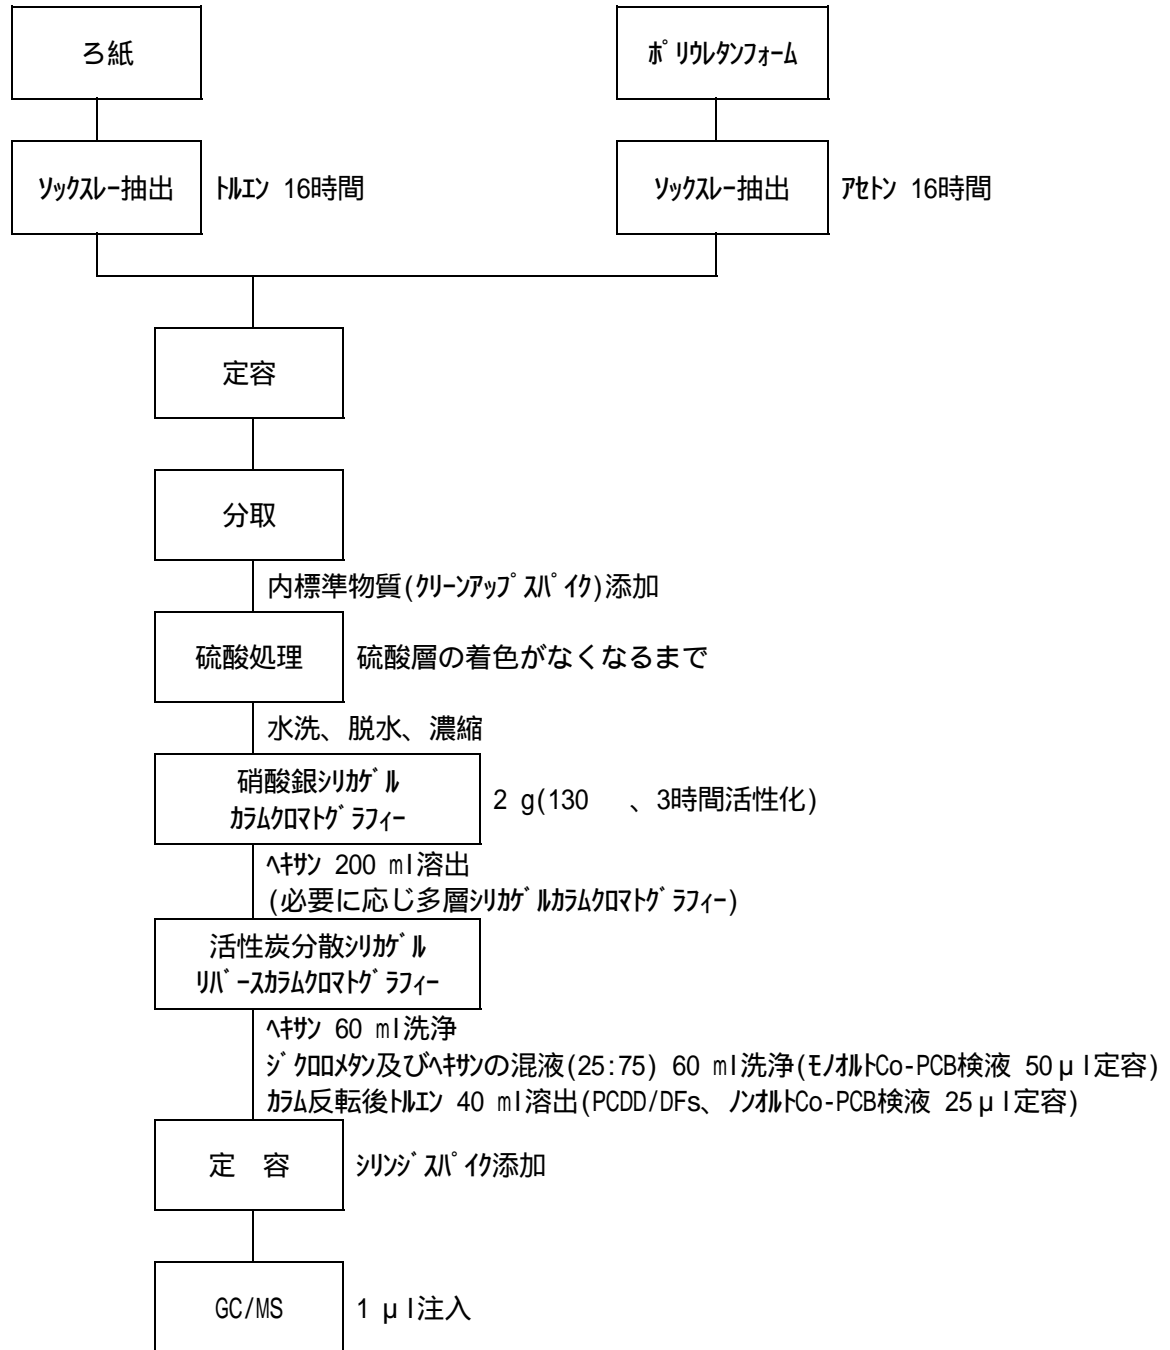 ろ紙
ﾎﾟﾘｳﾚﾀﾝﾌｫｰﾑ
ｿｯｸｽﾚｰ抽出
ﾄﾙｴﾝ 16時間
ｿｯｸｽﾚｰ抽出
ｱｾﾄﾝ 16時間
定容
分取
内標準物質(ｸﾘｰﾝｱｯﾌﾟｽﾊﾟｲｸ)添加
硫酸処理
硫酸層の着色がなくなるまで
水洗、脱水、濃縮
硝酸銀ｼﾘｶｹﾞﾙ
ｶﾗﾑｸﾛﾏﾄｸﾞﾗﾌｨｰ
2 g(130　、3時間活性化)
ﾍｷｻﾝ 200 ml溶出
(必要に応じ多層ｼﾘｶｹﾞﾙｶﾗﾑｸﾛﾏﾄｸﾞﾗﾌｨｰ)
活性炭分散ｼﾘｶｹﾞﾙ
ﾘﾊﾞｰｽｶﾗﾑｸﾛﾏﾄｸﾞﾗﾌｨｰ
ﾍｷｻﾝ 60 ml洗浄
ｼﾞｸﾛﾛﾒﾀﾝ及びﾍｷｻﾝの混液(25:75) 60 ml洗浄(ﾓﾉｵﾙﾄCo-PCB検液 50μl定容)
ｶﾗﾑ反転後ﾄﾙｴﾝ 40 ml溶出(PCDD/DFs、ﾉﾝｵﾙﾄCo-PCB検液 25μl定容)
定　容
ｼﾘﾝｼﾞｽﾊﾟｲｸ添加
GC/MS
1 μl注入